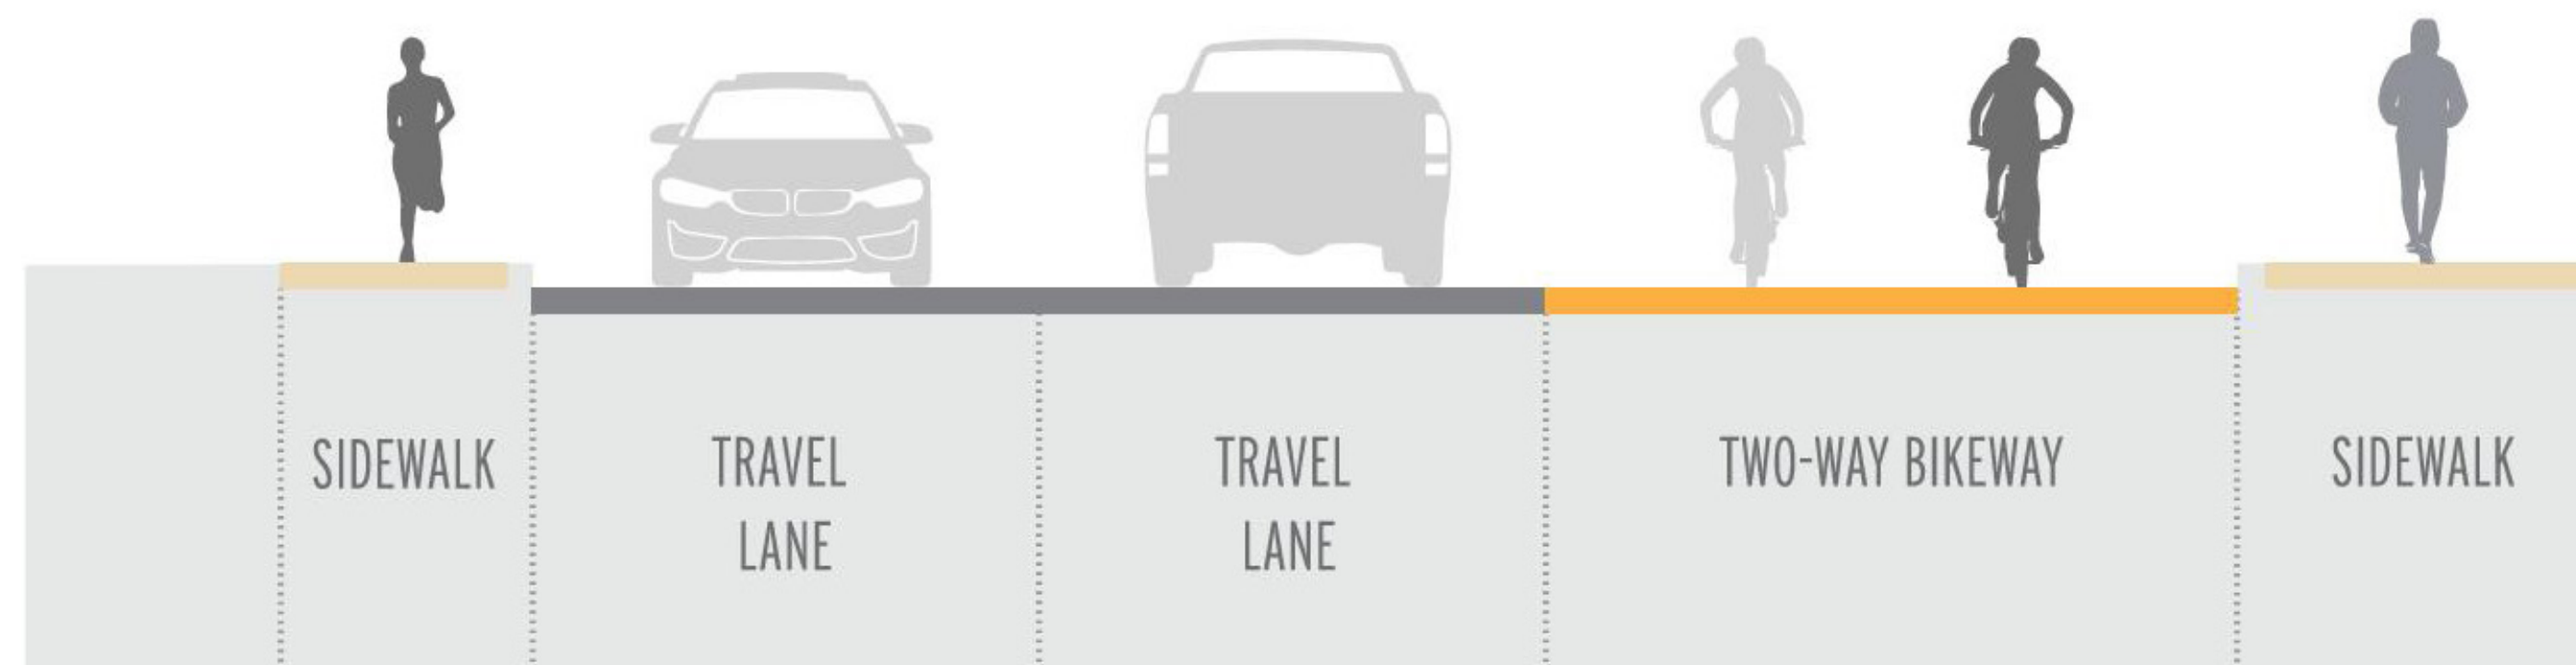 SIDEWALK
TRAVEL
LANE
TRAVEL
LANE
TWO-WAY BIKEWAY
SIDEWALK